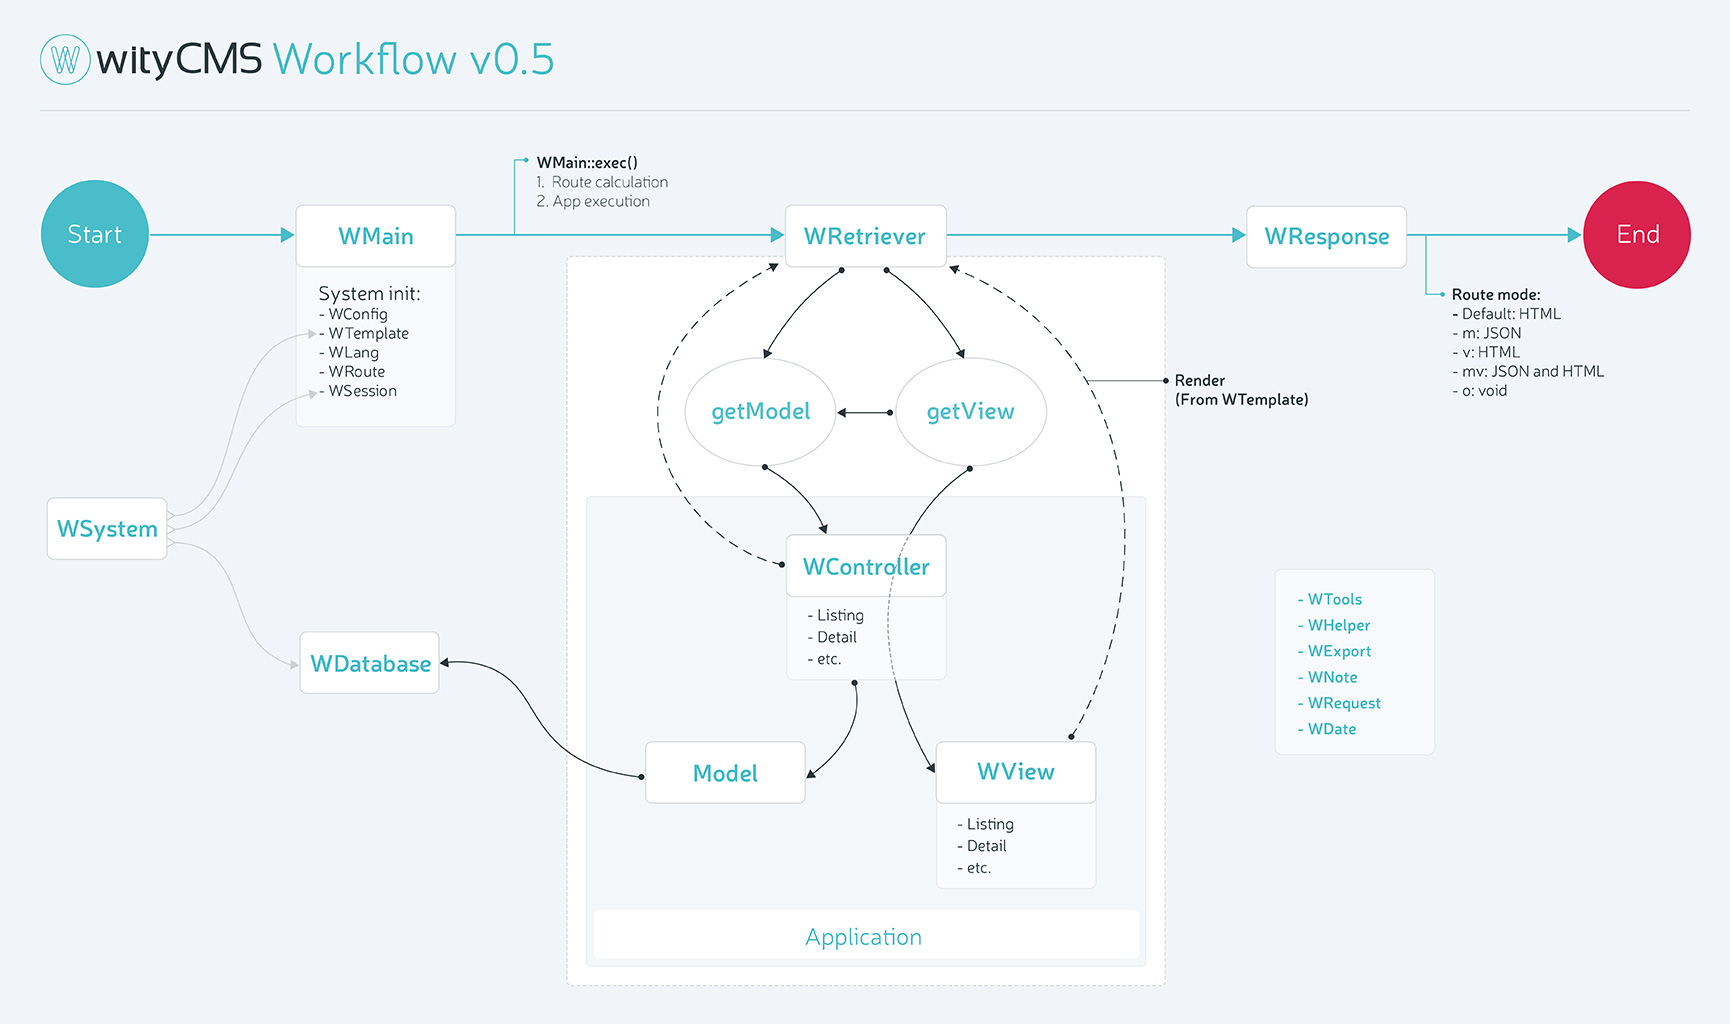 W wityCMS Workflow v0.5
WMain::exec()
1. Route calculation
2. App execution
Start
WMain
WRetriever
WResponse
End
System init:
- WConfig
- WTemplate
- WLang
- WRoute
- WSession
Route mode:
- Default: HTML
- m: JSON
- v: HTML
- mv: JSON and HTML
- o: void
Render
(From WTemplate)
getModel
getView
WSystem
WController
- Listing
- Detail
- etc.
WDatabase
Model
WView
- Listing
- Detail
- etc.
- WTools
- WHelper
- WExport
- WNote
- WRequest
- WDate
Application